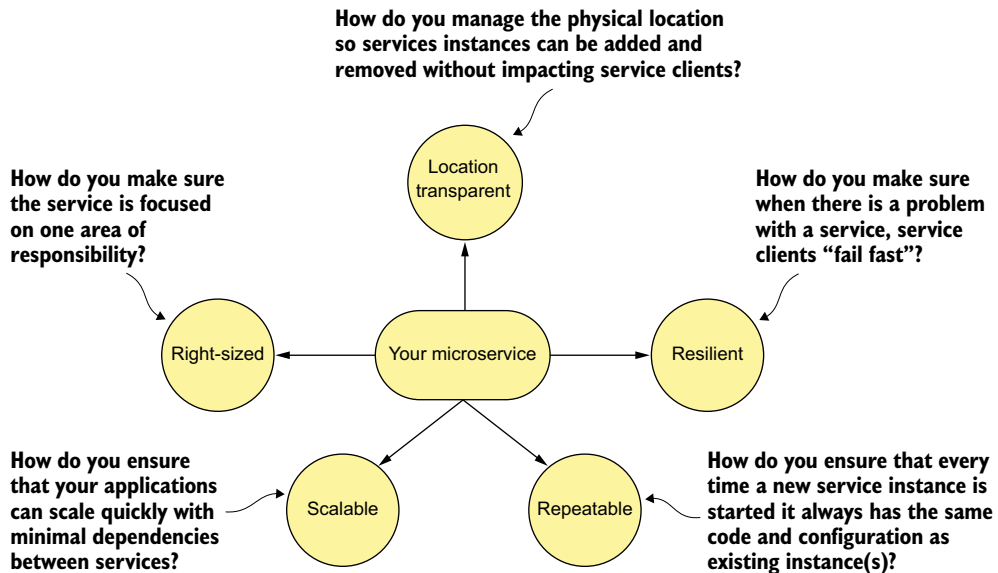 How do you manage the physical location
so services instances can be added and
removed without impacting service clients?
Location
transparent
How do you make sure
the service is focused
on one area of
responsibility?
How do you make sure
when there is a problem
with a service, service
clients “fail fast”?
Right-sized
Your microservice
Resilient
How do you ensure
that your applications
can scale quickly with
minimal dependencies
between services?
Scalable
Repeatable
How do you ensure that every
time a new service instance is
started it always has the same
code and configuration as
existing instance(s)?